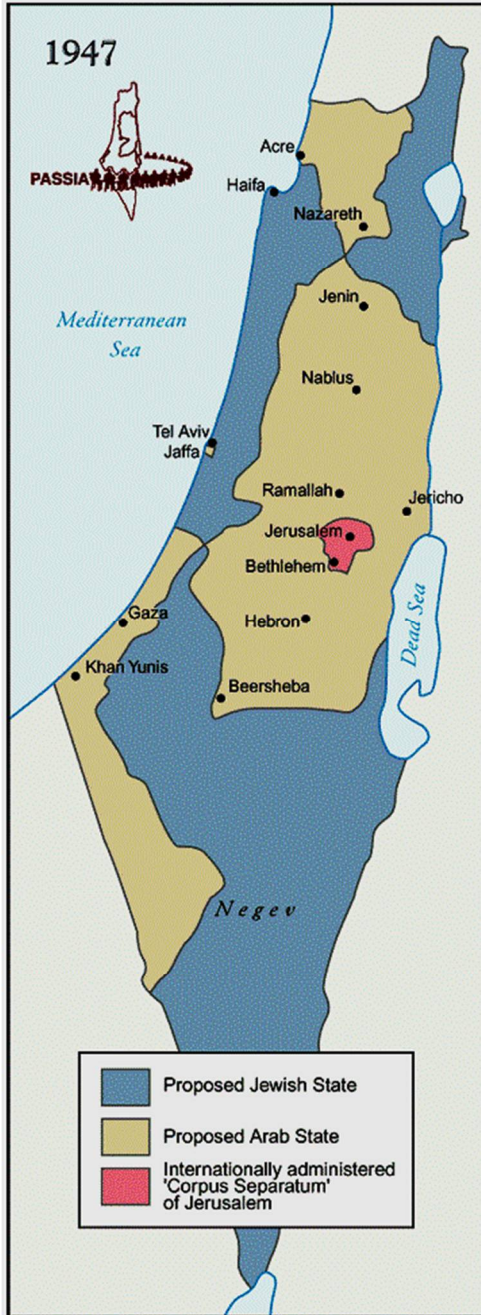 1947
PASSIA
Acre
Haifa
Nazareth
Mediterranean
Sea
Jenin
Nablus
Tel Aviv
Jaffa
Ramallah
Jericho
Jerusalem
Bethlehem
Gaza
Hebron
Dead Sea
Khan Yunis
Beersheba
Negev
Proposed Jewish State
Proposed Arab State
Internationally administered
'Corpus Separatum'
of Jerusalem